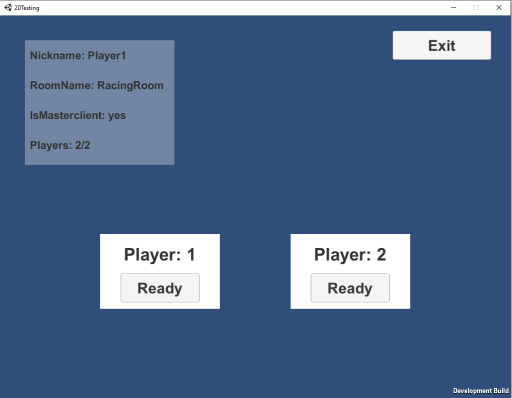 2DTesting
Exit
Nickname: Player1
RoomName: RacingRoom
IsMasterclient: yes
Players: 2/2
Player: 1
Ready
Player: 2
Ready
Development Build